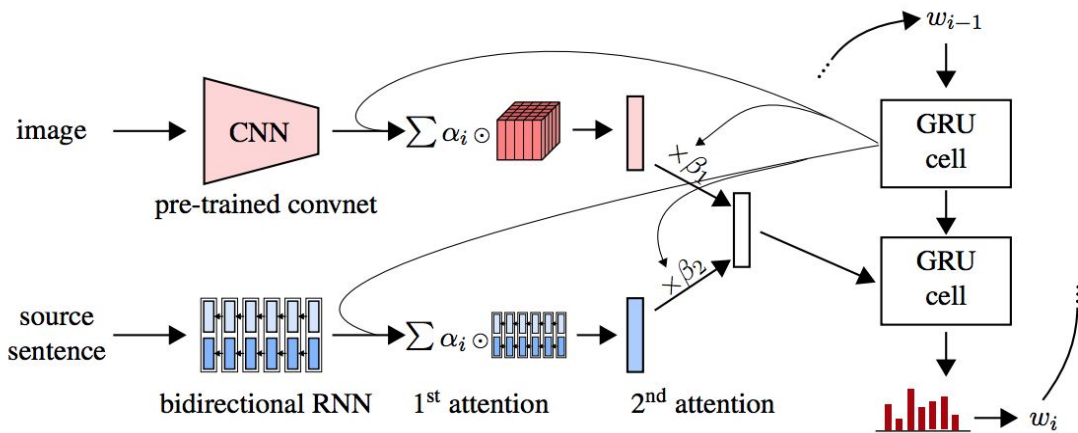 w_{i−1}
image
CNN
∑ α_i ⊙
× β_1
GRU
cell
pre-trained convnet
× β_2
GRU
cell
source
sentence
∑ α_i ⊙
bidirectional RNN
1st attention
2nd attention
w_i